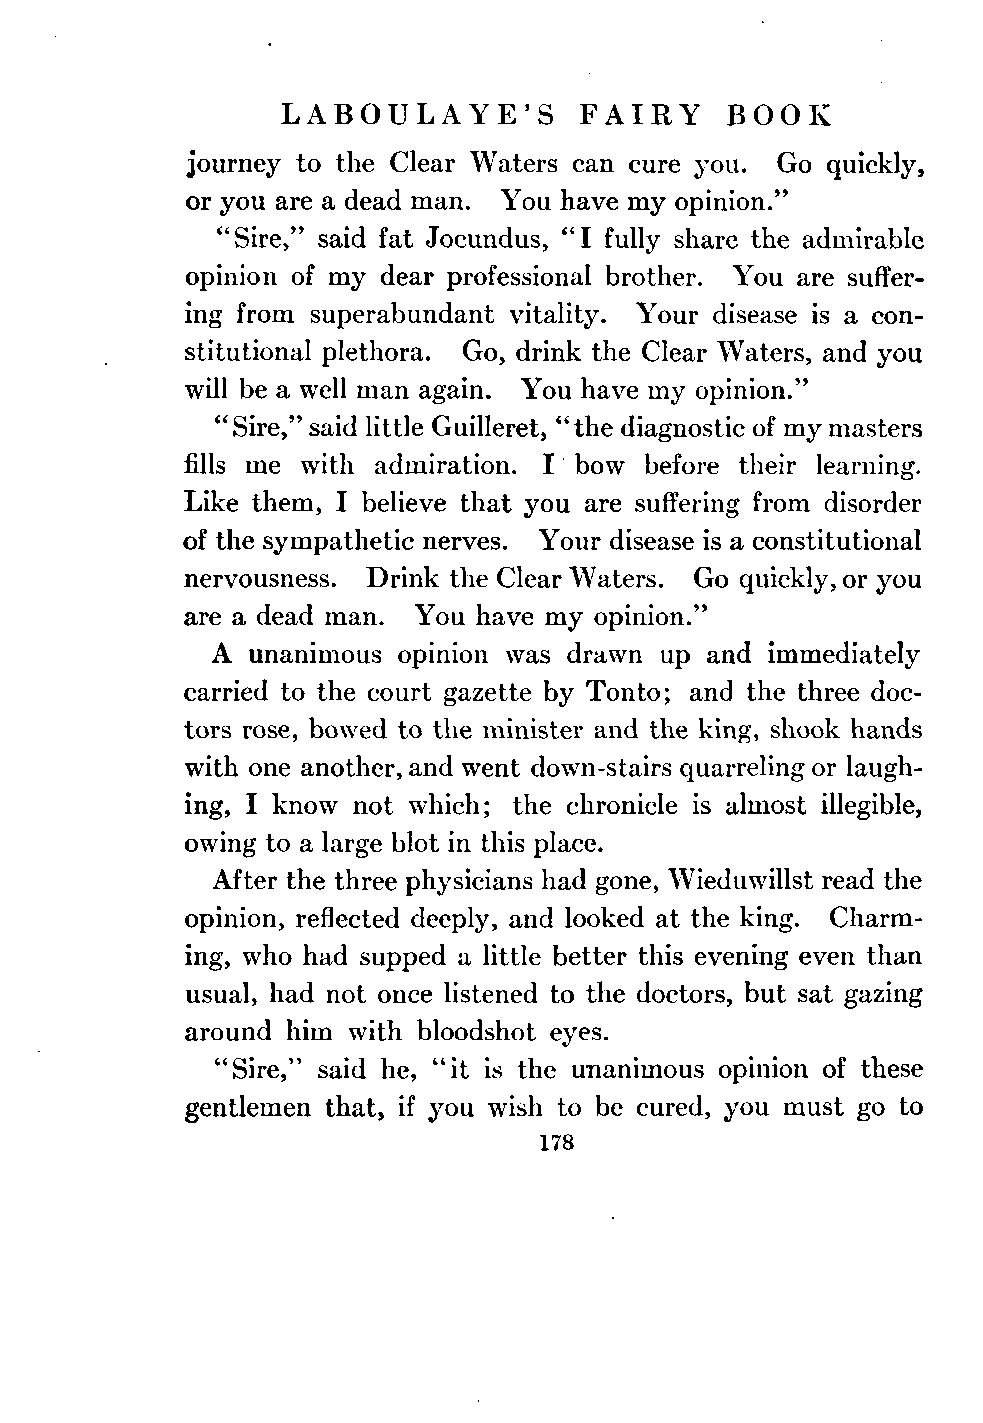 LABOULAYE'S FAIRY BOOK
journey to the Clear Waters can cure you. Go quickly,
or you are a dead man. You have my opinion."
"Sire," said fat Jocundus, "I fully share the admirable
opinion of my dear professional brother. You are suffer-
ing from superabundant vitality. Your disease is a con-
stitutional plethora. Go, drink the Clear Waters, and you
will be a well man again. You have my opinion."
"Sire," said little Guilleret, "the diagnostic of my masters
fills me with admiration. I bow before their learning.
Like them, I believe that you are suffering from disorder
of the sympathetic nerves. Your disease is a constitutional
nervousness. Drink the Clear Waters. Go quickly, or you
are a dead man. You have my opinion."
A unanimous opinion was drawn up and immediately
carried to the court gazette by Tonto; and the three doc-
tors rose, bowed to the minister and the king, shook hands
with one another, and went down-stairs quarreling or laugh-
ing, I know not which; the chronicle is almost illegible,
owing to a large blot in this place.
After the three physicians had gone, Wieduwillst read the
opinion, reflected deeply, and looked at the king. Charm-
ing, who had supped a little better this evening even than
usual, had not once listened to the doctors, but sat gazing
around him with bloodshot eyes.
"Sire," said he, "it is the unanimous opinion of these
gentlemen that, if you wish to be cured, you must go to
178